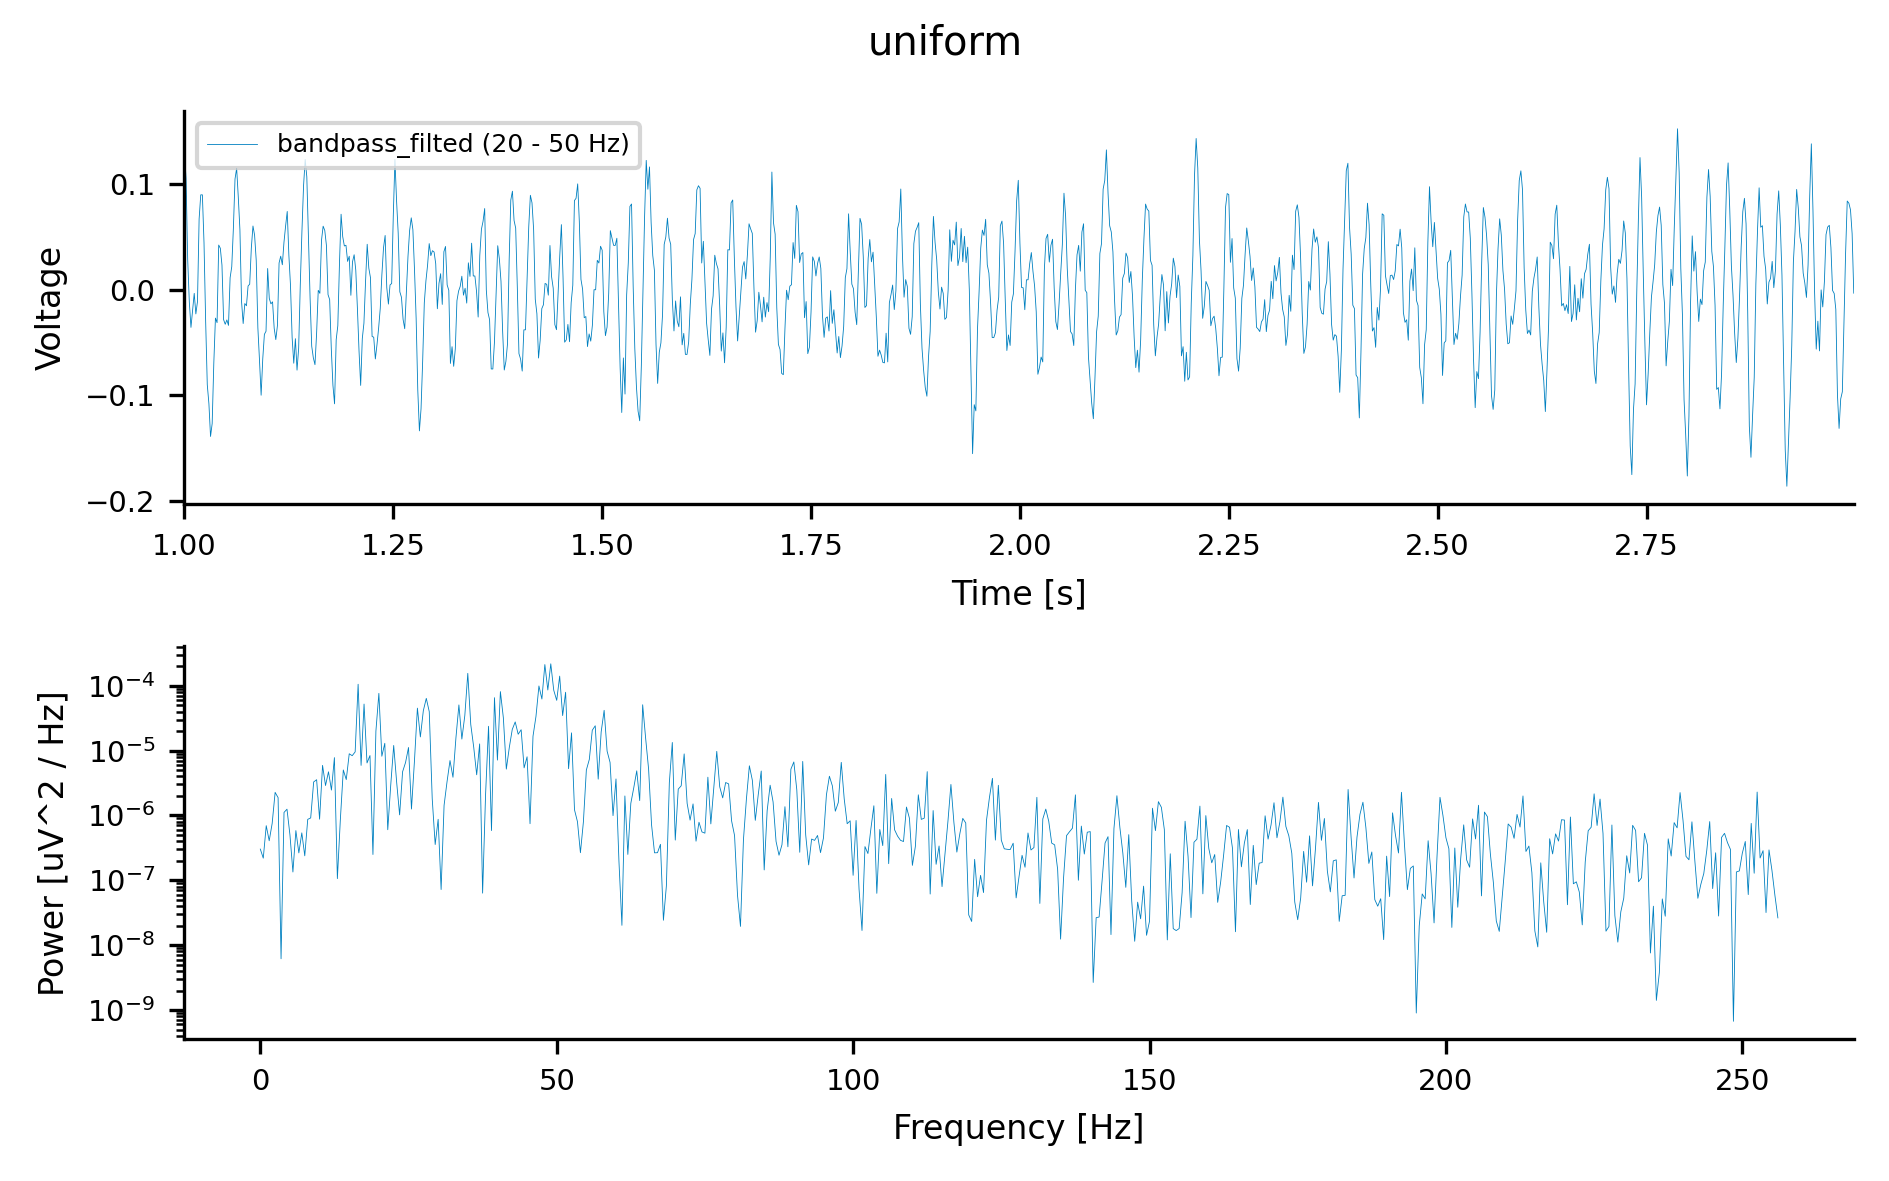 uniform
bandpass_filted (20 - 50 Hz)
Voltage
0.1
0.0
−0.1
−0.2
1.00 1.25 1.50 1.75 2.00 2.25 2.50 2.75
Time [s]
Power [uV^2 / Hz]
10⁻⁴
10⁻⁵
10⁻⁶
10⁻⁷
10⁻⁸
10⁻⁹
0 50 100 150 200 250
Frequency [Hz]